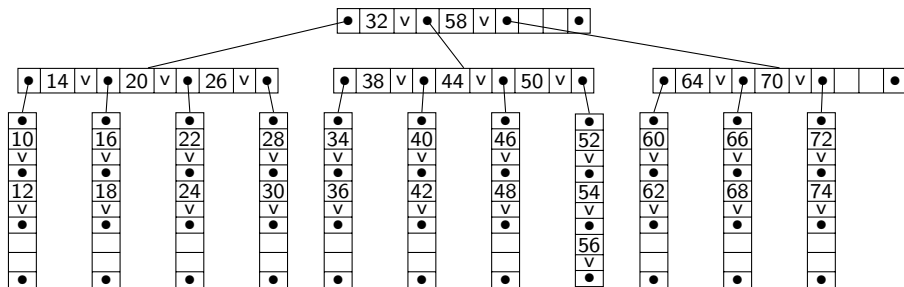 32 v 58 v
14 v 20 v 26 v
38 v 44 v 50 v
64 v 70 v
10 v 12 v
16 v 18 v
22 v 24 v
28 v 30 v
34 v 36 v
40 v 42 v
46 v 48 v
52 v 54 v 56 v
60 v 62 v
66 v 68 v
72 v 74 v